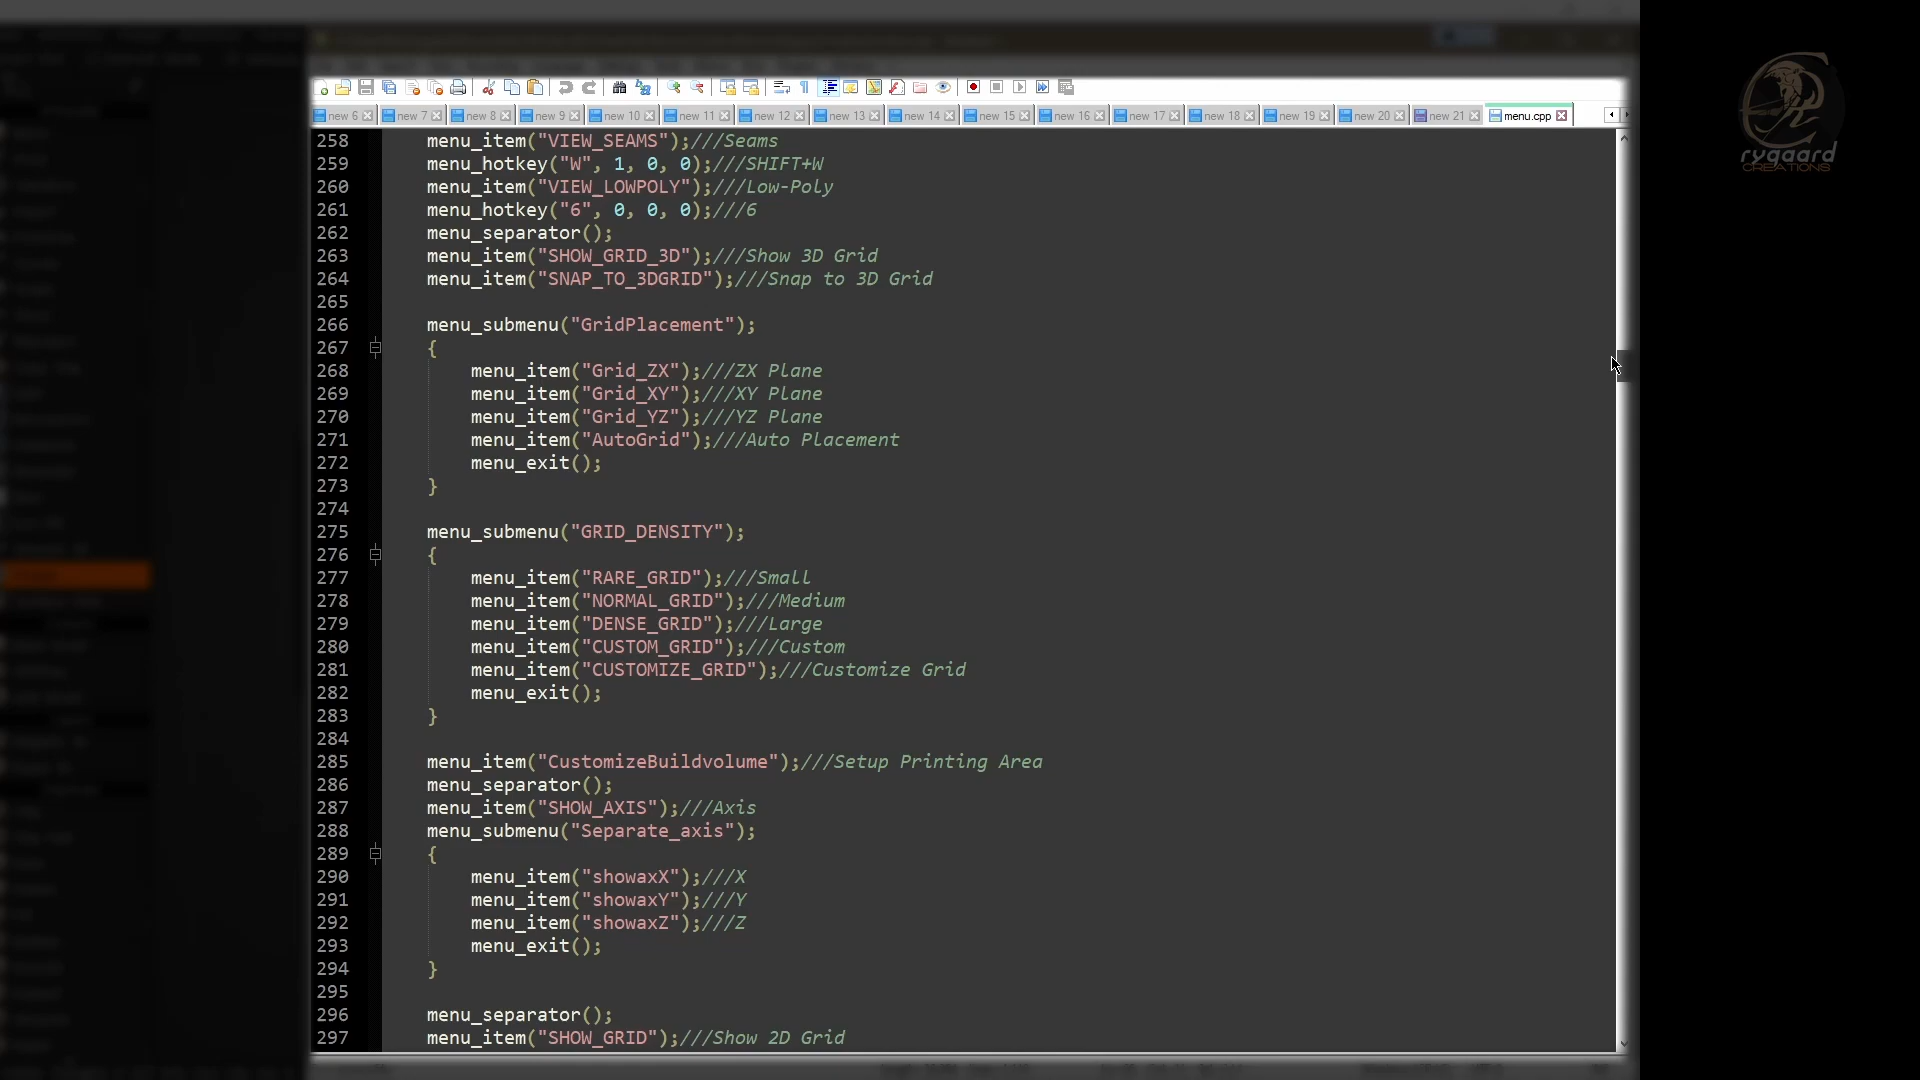 rygaard
CREATIONS
new 6 new 7 new 8 new 9 new 10 new 11 new 12 new 13 new 14 new 15 new 16 new 17 new 18 new 19 new 20 new 21 menu.cpp
258 menu_item("VIEW_SEAMS");///Seams
259 menu_hotkey("W", 1, 0, 0);///SHIFT+W
260 menu_item("VIEW_LOWPOLY");///Low-Poly
261 menu_hotkey("6", 0, 0, 0);///6
262 menu_separator();
263 menu_item("SHOW_GRID_3D");///Show 3D Grid
264 menu_item("SNAP_TO_3DGRID");///Snap to 3D Grid
265
266 menu_submenu("GridPlacement");
267 {
268 menu_item("Grid_ZX");///ZX Plane
269 menu_item("Grid_XY");///XY Plane
270 menu_item("Grid_YZ");///YZ Plane
271 menu_item("AutoGrid");///Auto Placement
272 menu_exit();
273 }
274
275 menu_submenu("GRID_DENSITY");
276 {
277 menu_item("RARE_GRID");///Small
278 menu_item("NORMAL_GRID");///Medium
279 menu_item("DENSE_GRID");///Large
280 menu_item("CUSTOM_GRID");///Custom
281 menu_item("CUSTOMIZE_GRID");///Customize Grid
282 menu_exit();
283 }
284
285 menu_item("CustomizeBuildvolume");///Setup Printing Area
286 menu_separator();
287 menu_item("SHOW_AXIS");///Axis
288 menu_submenu("Separate_axis");
289 {
290 menu_item("showaxX");///X
291 menu_item("showaxY");///Y
292 menu_item("showaxZ");///Z
293 menu_exit();
294 }
295
296 menu_separator();
297 menu_item("SHOW_GRID");///Show 2D Grid